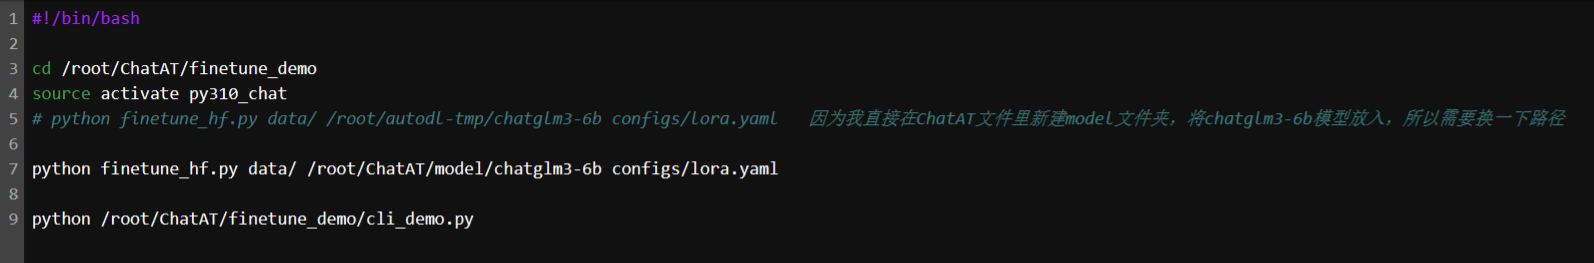 1 #!/bin/bash
2
3 cd /root/ChatAT/finetune_demo
4 source activate py310_chat
5 # python finetune_hf.py data/ /root/autodl-tmp/chatglm3-6b configs/lora.yaml   因为我直接在ChatAT文件里新建model文件夹，将chatglm3-6b模型放入，所以需要换一下路径
6
7 python finetune_hf.py data/ /root/ChatAT/model/chatglm3-6b configs/lora.yaml
8
9 python /root/ChatAT/finetune_demo/cli_demo.py